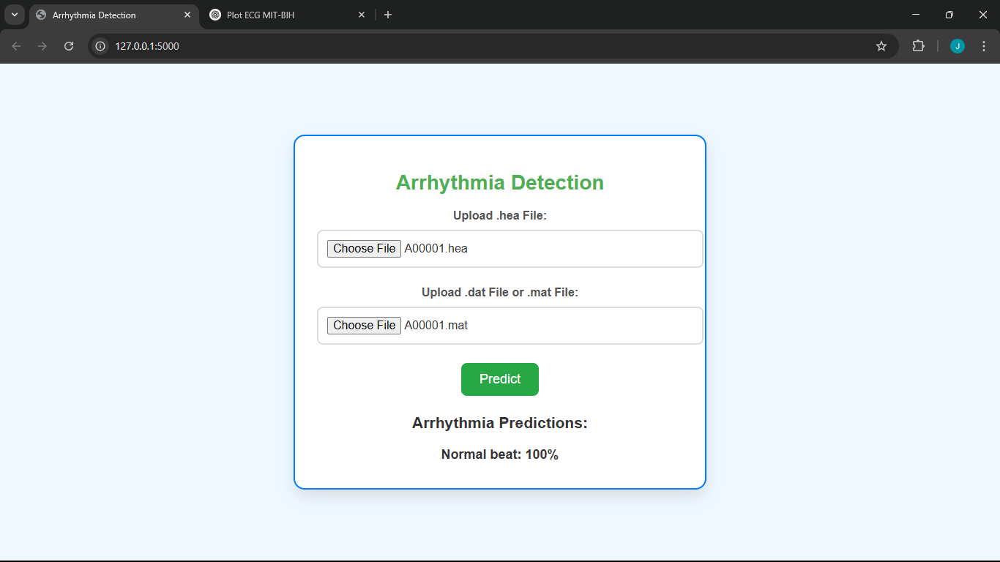 Arrhythmia Detection
Plot ECG MIT-BIH
127.0.0.1:5000
J
Arrhythmia Detection
Upload .hea File:
Choose File A00001.hea
Upload .dat File or .mat File:
Choose File A00001.mat
Predict
Arrhythmia Predictions:
Normal beat: 100%